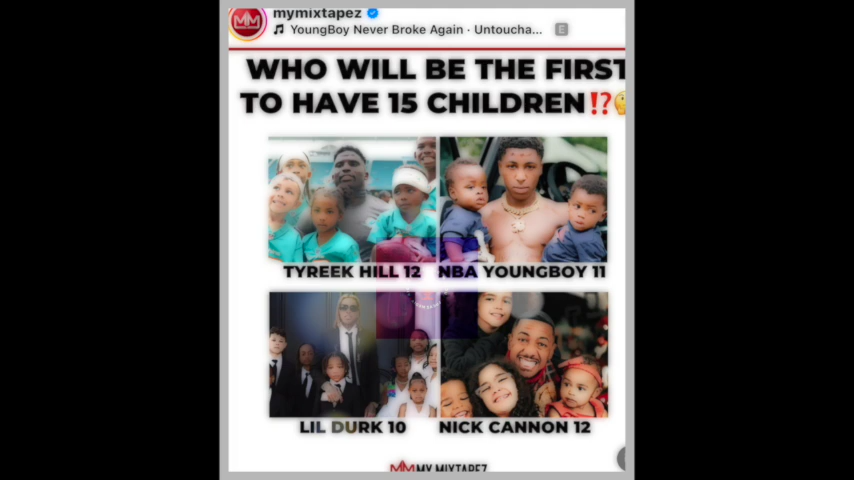 mymixtapez
YoungBoy Never Broke Again · Untoucha... E
WHO WILL BE THE FIRST
TO HAVE 15 CHILDREN⁉️🤔
TYREEK HILL 12 NBA YOUNGBOY 11
LIL DURK 10 NICK CANNON 12
MM MY MIXTAPEZ